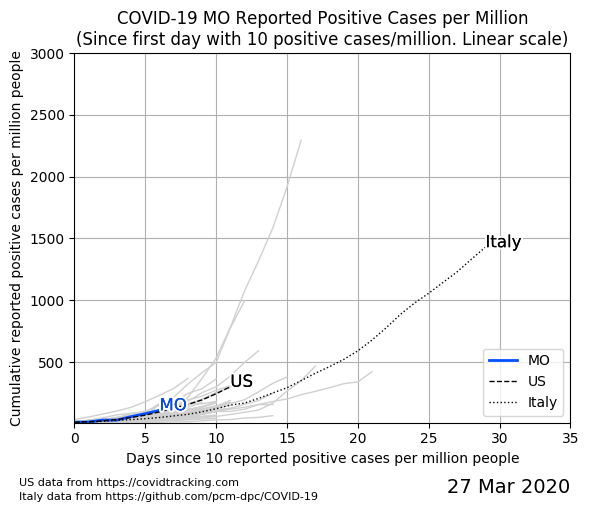 COVID-19 MO Reported Positive Cases per Million
(Since first day with 10 positive cases/million. Linear scale)
Cumulative reported positive cases per million people
3000
2500
2000
1500
1000
500
Italy
US
MO
MO
US
Italy
0 5 10 15 20 25 30 35
Days since 10 reported positive cases per million people
US data from https://covidtracking.com
Italy data from https://github.com/pcm-dpc/COVID-19
27 Mar 2020